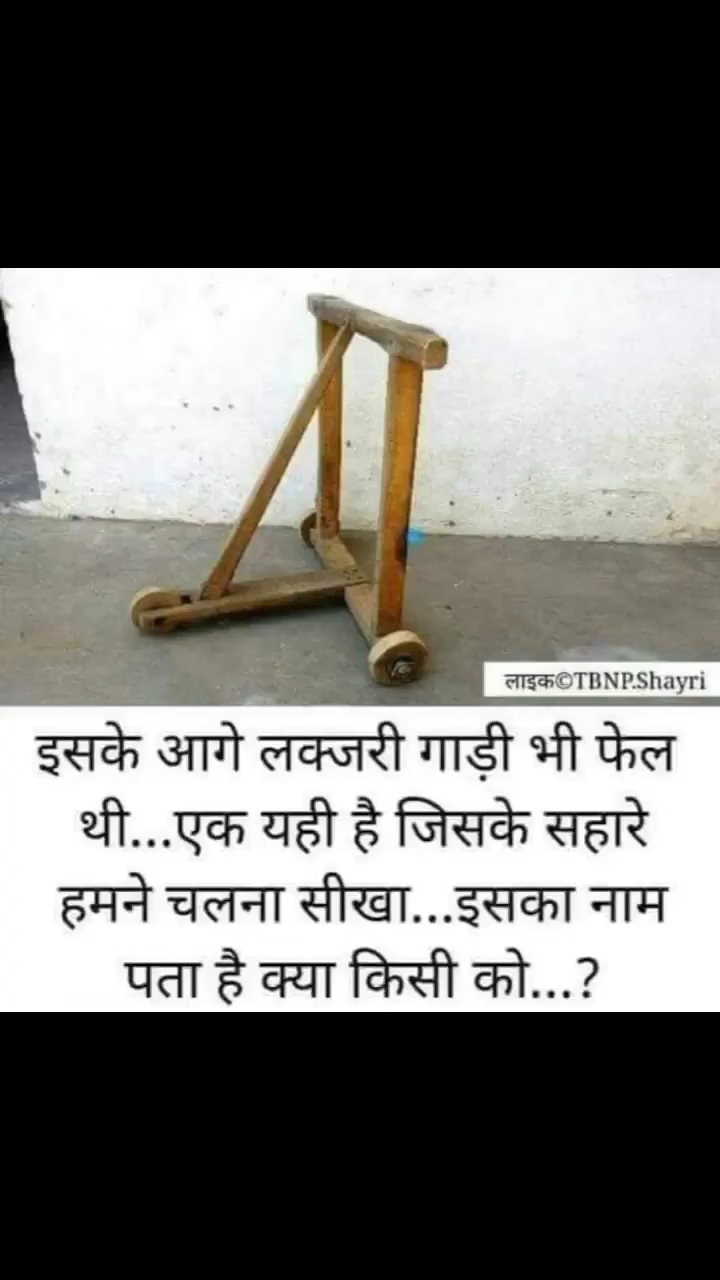 लाइक©TBNP.Shayri
इसके आगे लक्जरी गाड़ी भी फेल
थी...एक यही है जिसके सहारे
हमने चलना सीखा...इसका नाम
पता है क्या किसी को...?